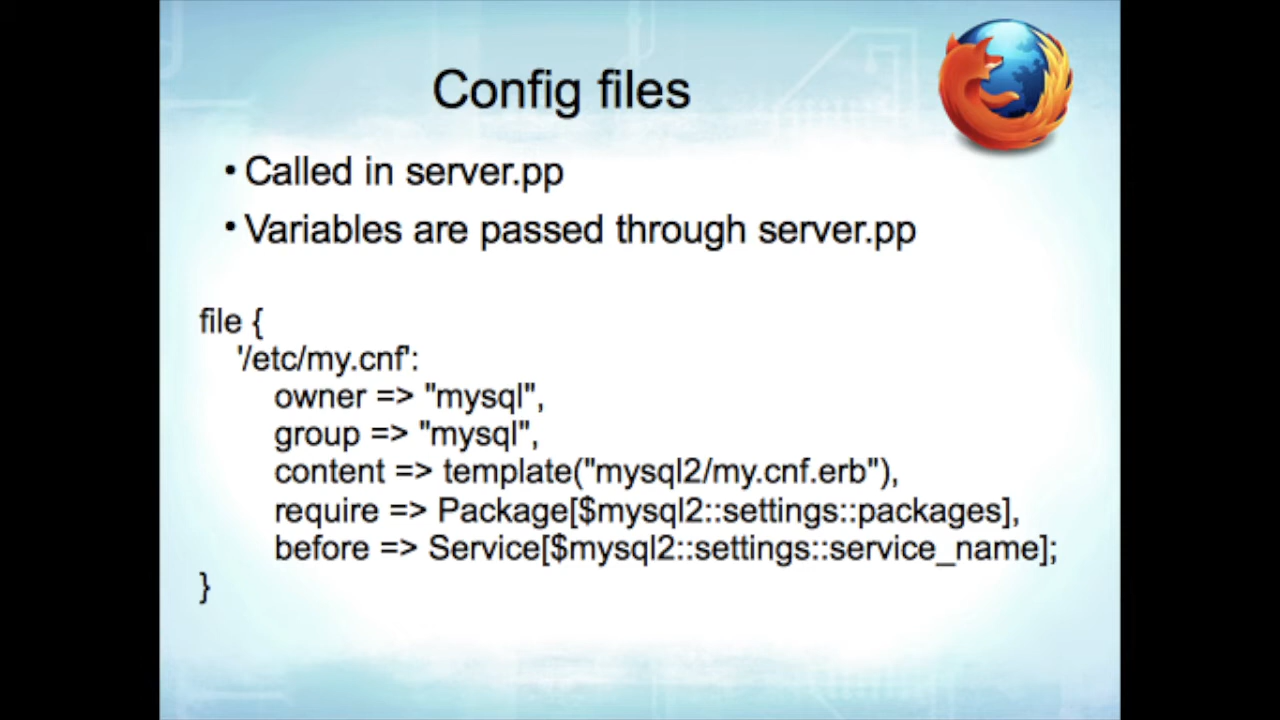 Config files
• Called in server.pp
• Variables are passed through server.pp
file {
'/etc/my.cnf':
owner => "mysql",
group => "mysql",
content => template("mysql2/my.cnf.erb"),
require => Package[$mysql2::settings::packages],
before => Service[$mysql2::settings::service_name];
}